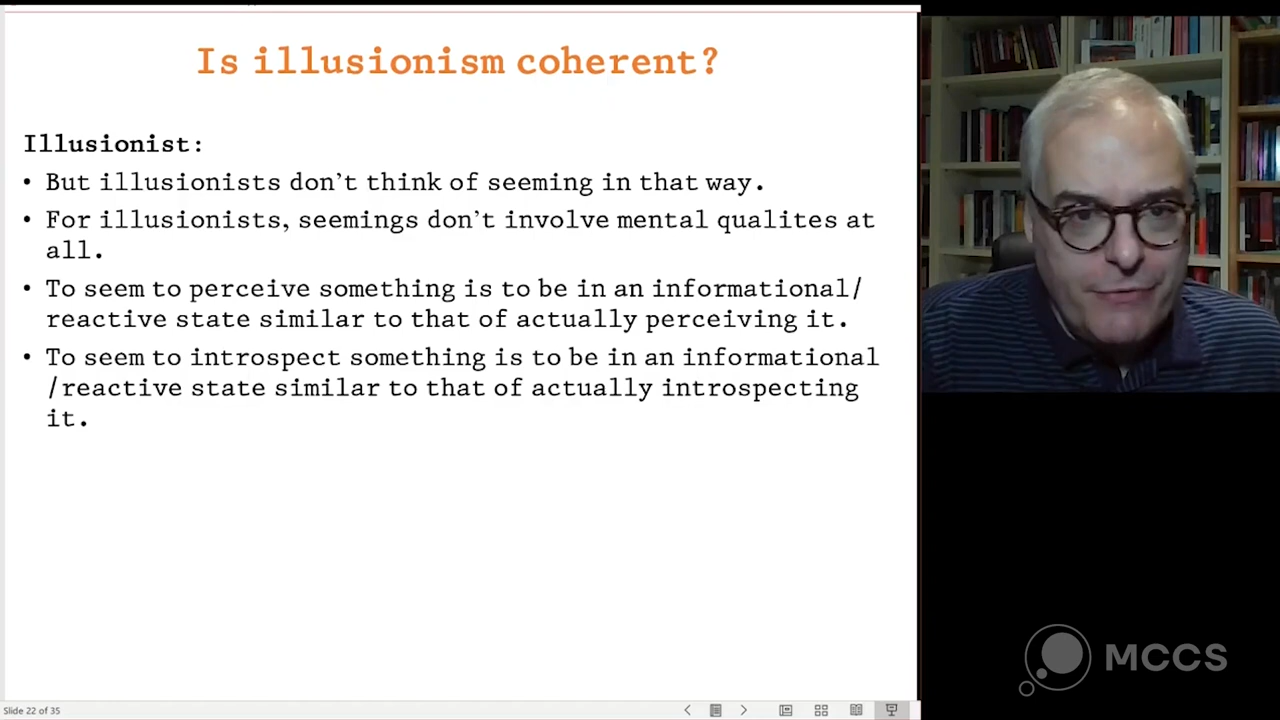 Is illusionism coherent?
Illusionist:
• But illusionists don't think of seeming in that way.
• For illusionists, seemings don't involve mental qualites at
all.
• To seem to perceive something is to be in an informational/
reactive state similar to that of actually perceiving it.
• To seem to introspect something is to be in an informational
/reactive state similar to that of actually introspecting
it.
Slide 22 of 35
MCCS